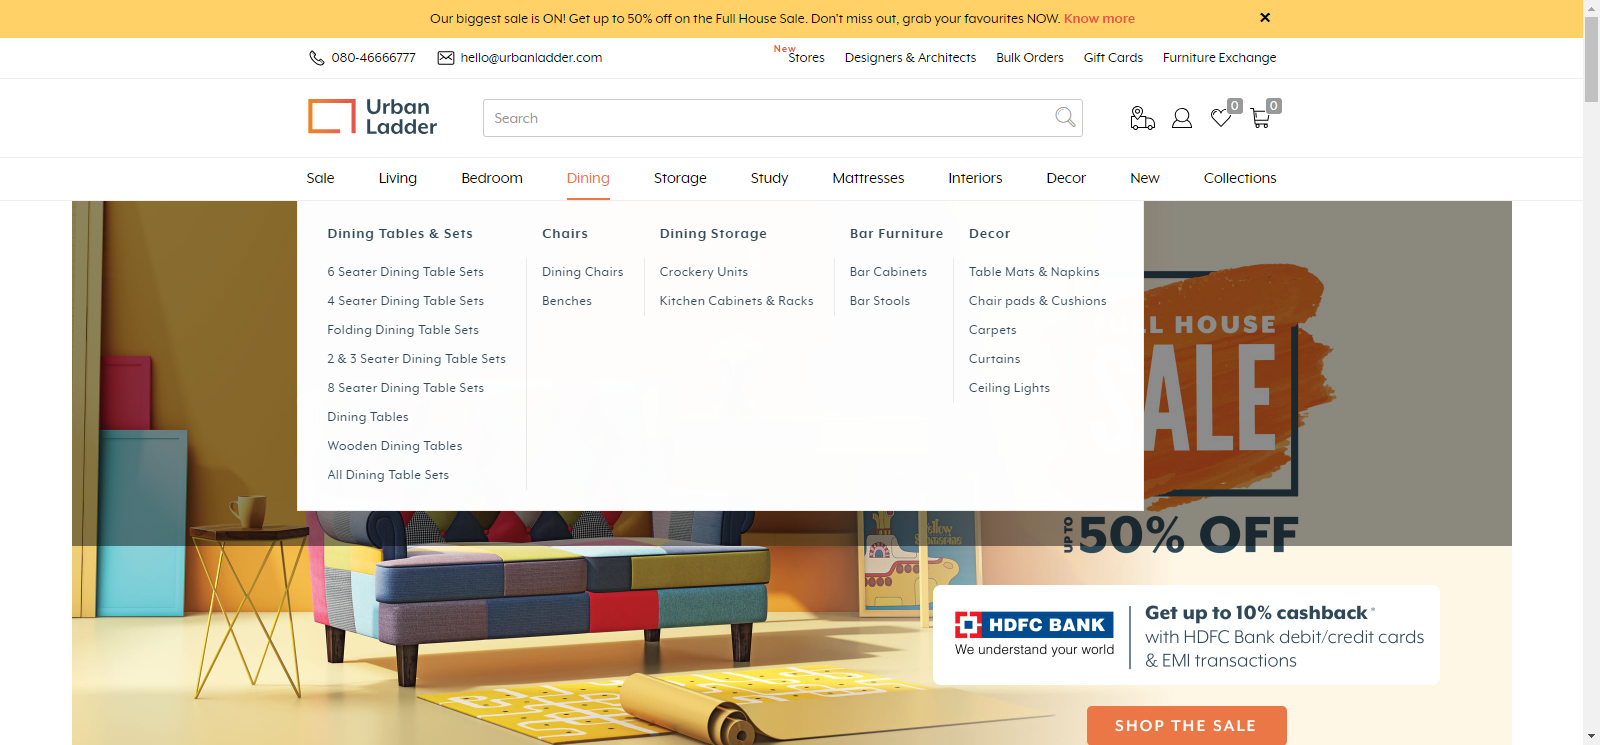 Our biggest sale is ON! Get up to 50% off on the Full House Sale. Don't miss out, grab your favourites NOW. Know more
080-46666777 hello@urbanladder.com New Stores Designers & Architects Bulk Orders Gift Cards Furniture Exchange
Urban
Ladder
Search
0 0
Sale Living Bedroom Dining Storage Study Mattresses Interiors Decor New Collections
Dining Tables & Sets
6 Seater Dining Table Sets
4 Seater Dining Table Sets
Folding Dining Table Sets
2 & 3 Seater Dining Table Sets
8 Seater Dining Table Sets
Dining Tables
Wooden Dining Tables
All Dining Table Sets
Chairs
Dining Chairs
Benches
Dining Storage
Crockery Units
Kitchen Cabinets & Racks
Bar Furniture
Bar Cabinets
Bar Stools
Decor
Table Mats & Napkins
Chair pads & Cushions
Carpets
Curtains
Ceiling Lights
HOUSE
UP TO
50% OFF
HDFC BANK
We understand your world
Get up to 10% cashback*
with HDFC Bank debit/credit cards
& EMI transactions
SHOP THE SALE